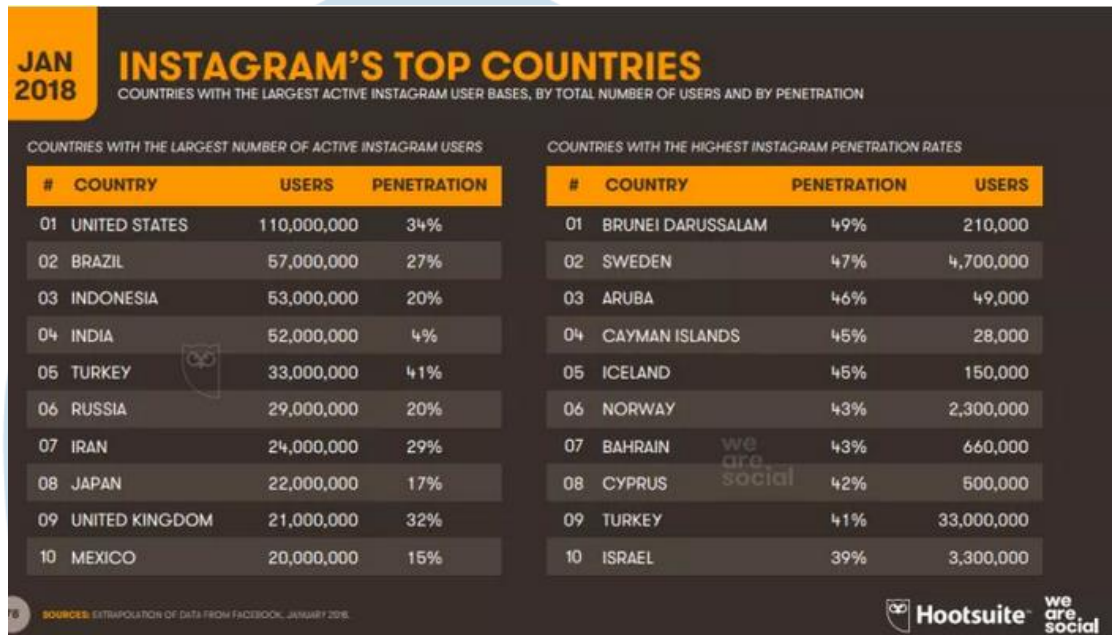 JAN
2018
INSTAGRAM'S TOP COUNTRIES
COUNTRIES WITH THE LARGEST ACTIVE INSTAGRAM USER BASES, BY TOTAL NUMBER OF USERS AND BY PENETRATION
COUNTRIES WITH THE LARGEST NUMBER OF ACTIVE INSTAGRAM USERS
# COUNTRY USERS PENETRATION
01 UNITED STATES 110,000,000 34%
02 BRAZIL 57,000,000 27%
03 INDONESIA 53,000,000 20%
04 INDIA 52,000,000 4%
05 TURKEY 33,000,000 41%
06 RUSSIA 29,000,000 20%
07 IRAN 24,000,000 29%
08 JAPAN 22,000,000 17%
09 UNITED KINGDOM 21,000,000 32%
10 MEXICO 20,000,000 15%
COUNTRIES WITH THE HIGHEST INSTAGRAM PENETRATION RATES
# COUNTRY PENETRATION USERS
01 BRUNEI DARUSSALAM 49% 210,000
02 SWEDEN 47% 4,700,000
03 ARUBA 46% 49,000
04 CAYMAN ISLANDS 45% 28,000
05 ICELAND 45% 150,000
06 NORWAY 43% 2,300,000
07 BAHRAIN 43% 660,000
08 CYPRUS 42% 500,000
09 TURKEY 41% 33,000,000
10 ISRAEL 39% 3,300,000
we
are
social
SOURCES: EXTRAPOLATION OF DATA FROM FACEBOOK, JANUARY 2018.
Hootsuite
we
are
social